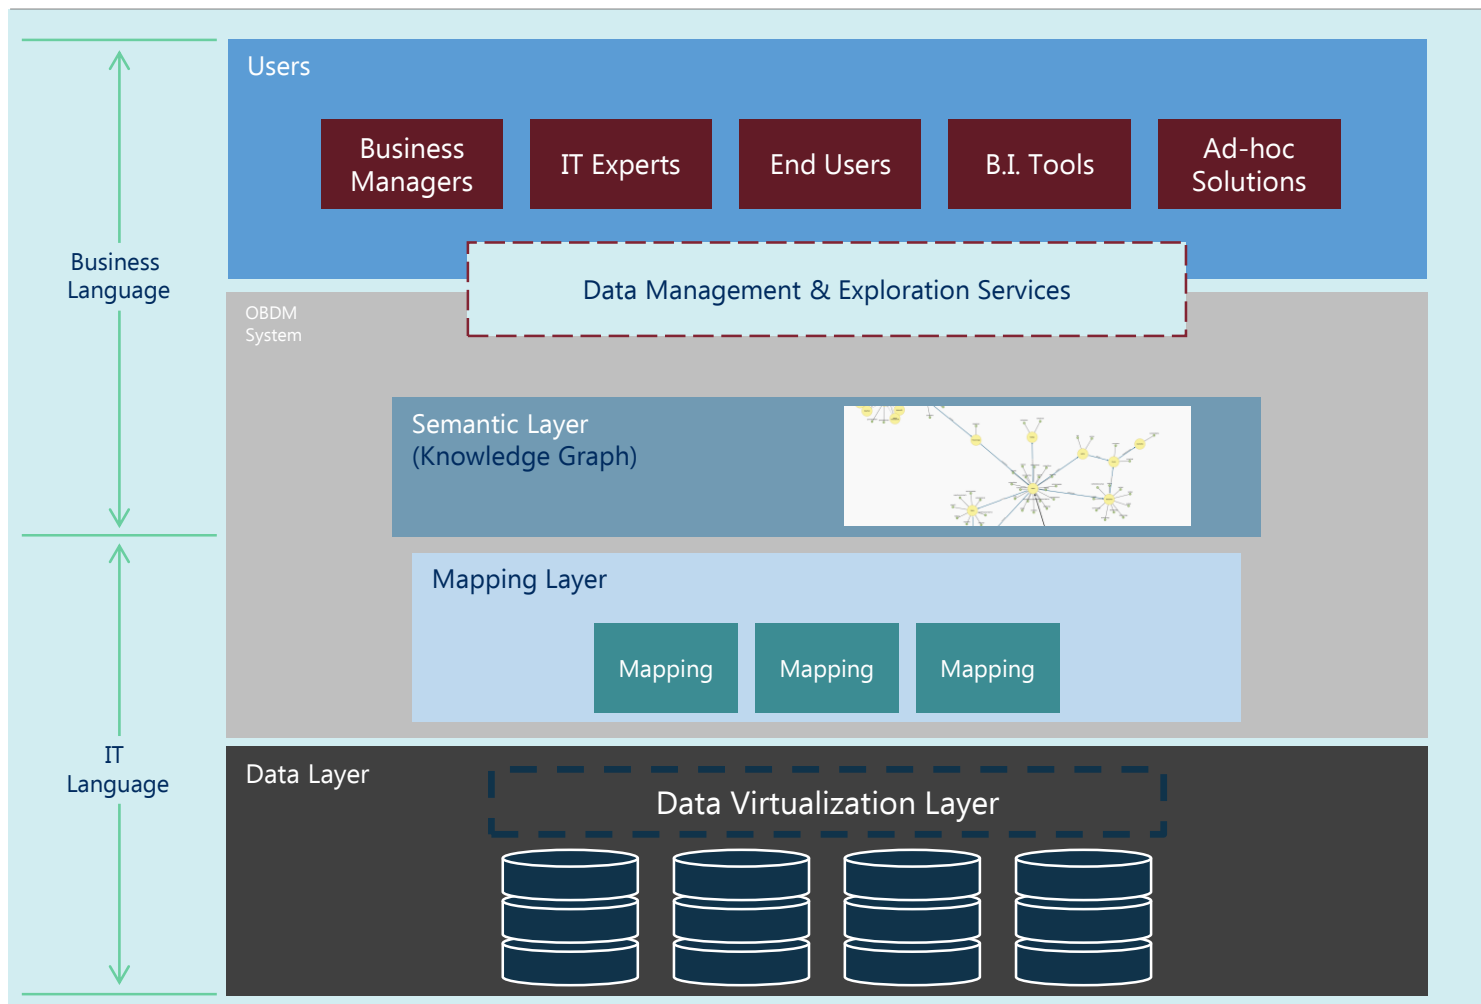 Users
Business
Managers
IT Experts
End Users
B.I. Tools
Ad-hoc
Solutions
Business
Language
Data Management & Exploration Services
OBDM
System
Semantic Layer
(Knowledge Graph)
Mapping Layer
Mapping
Mapping
Mapping
IT
Language
Data Layer
Data Virtualization Layer